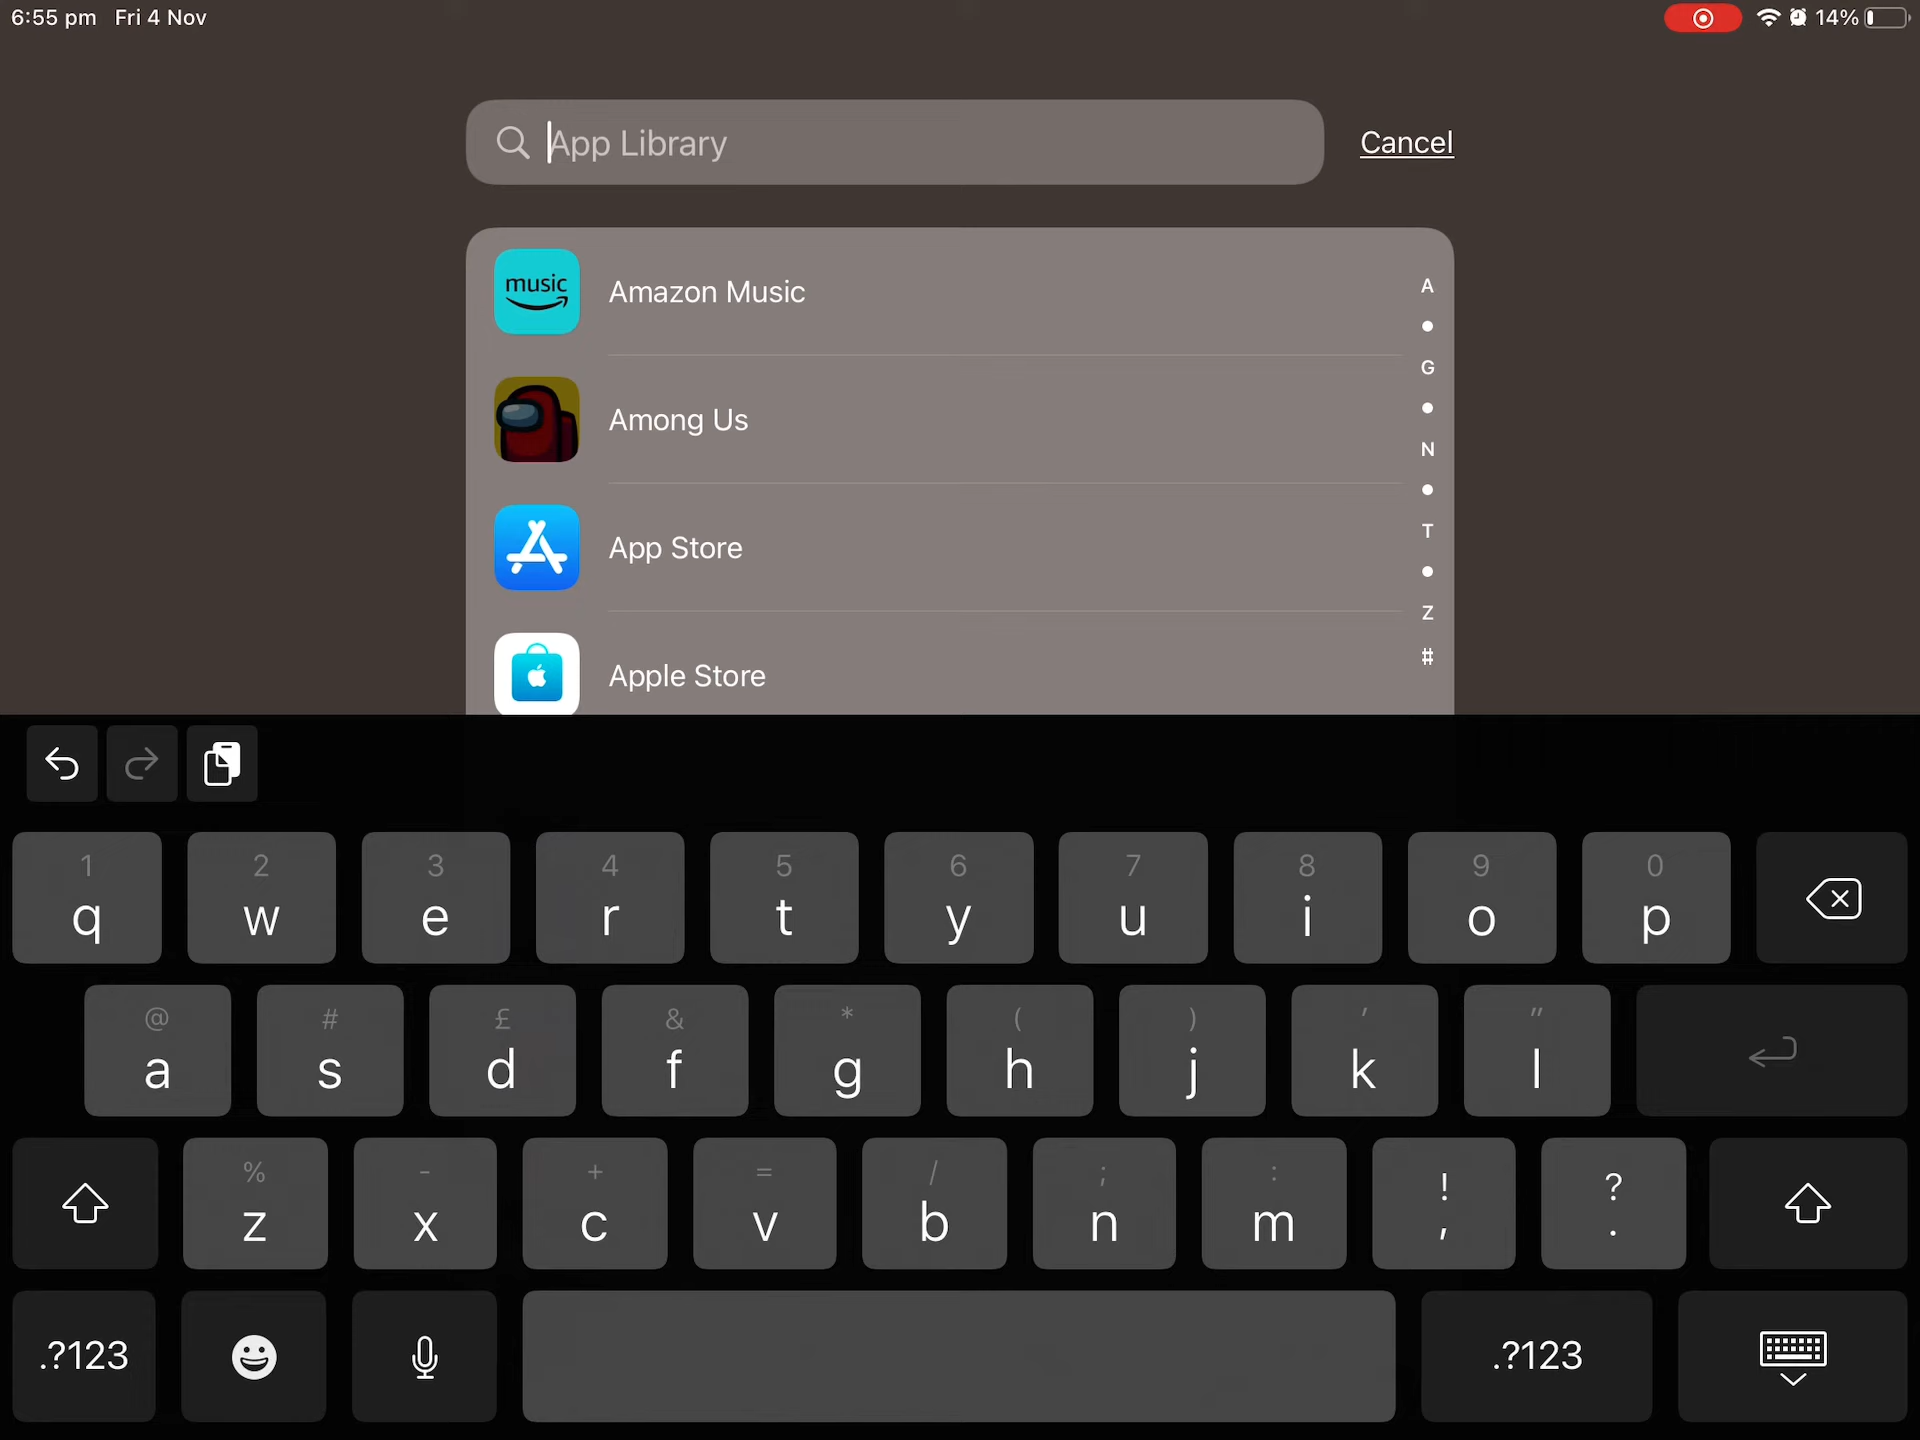 6:55 pm Fri 4 Nov 14%
App Library Cancel
music Amazon Music
Among Us
App Store
Apple Store
A
G
N
T
Z
#
1 2 3 4 5 6 7 8 9 0
q w e r t y u i o p
@ # £ & * ( ) ' "
a s d f g h j k l
% - + = / ; : ! ?
z x c v b n m , .
.?123 .?123